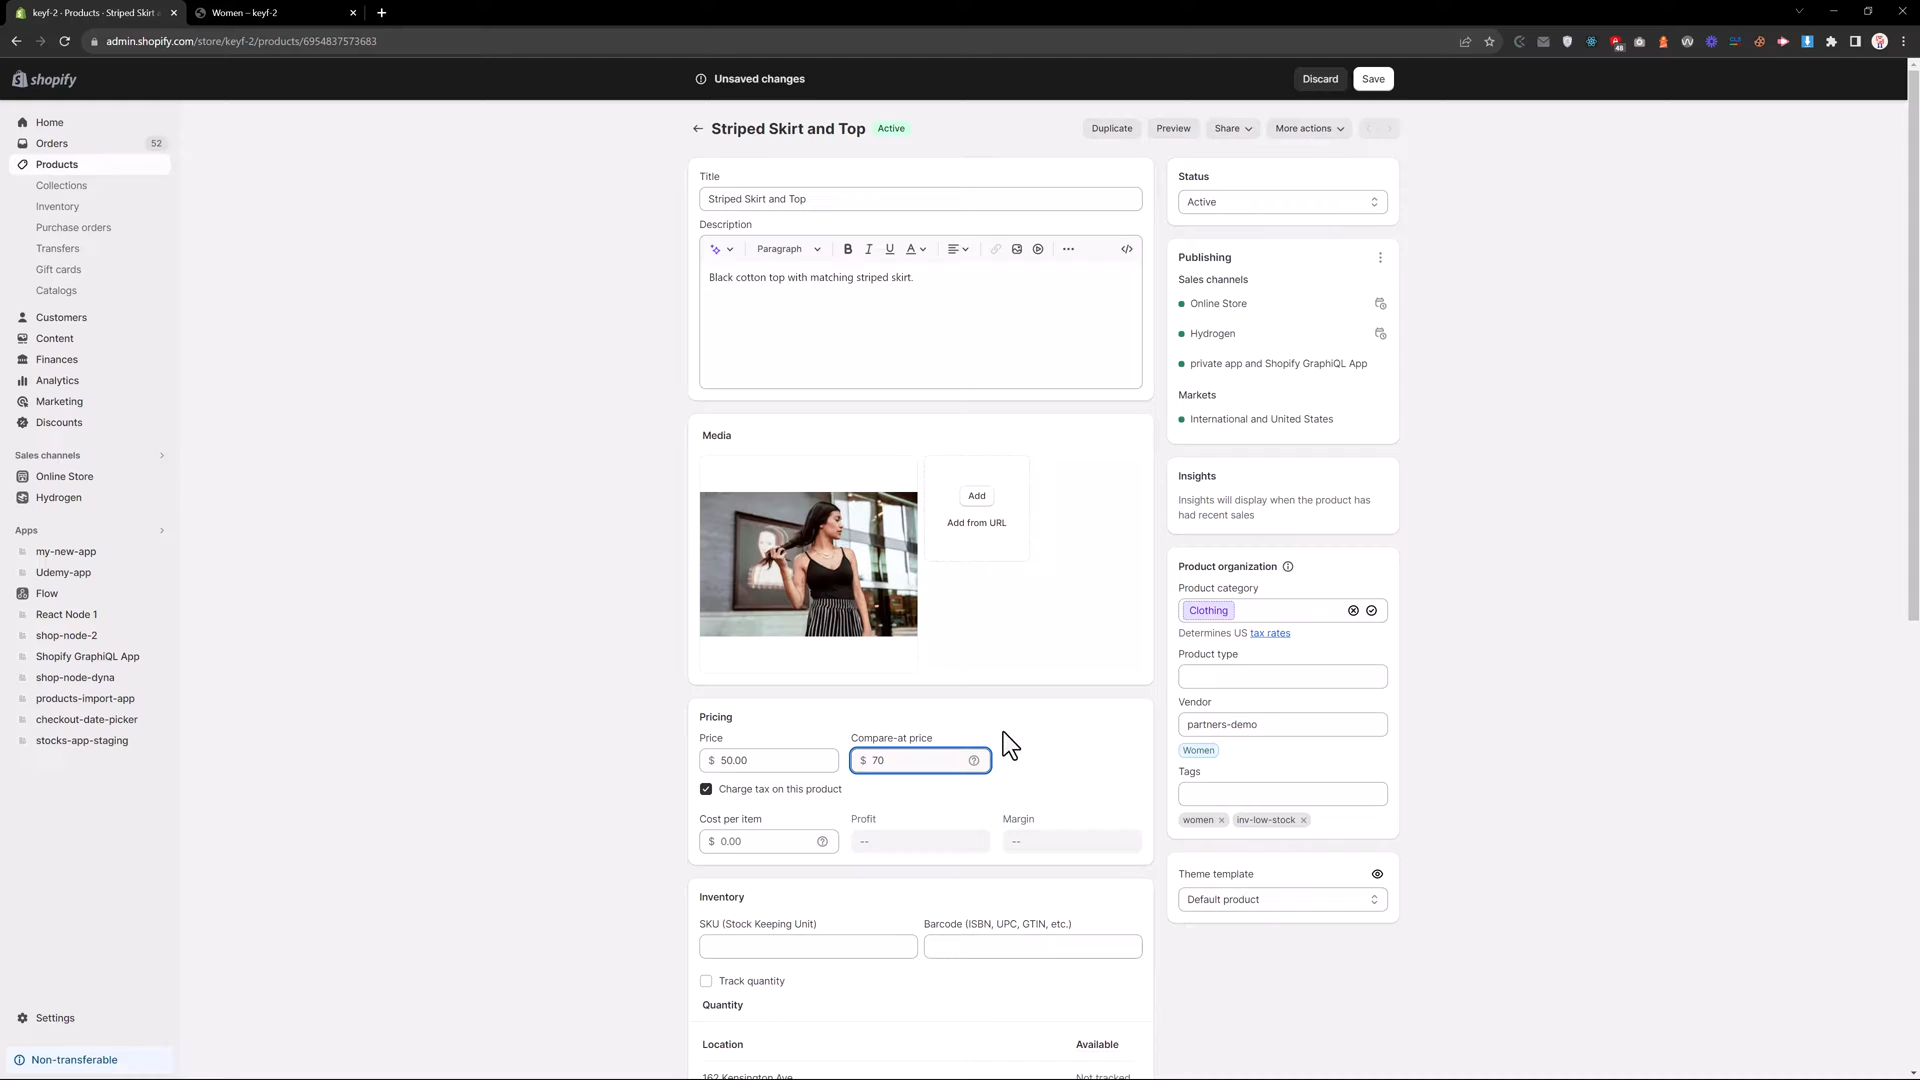 keyf-2 · Products · Striped Skirt
Women – keyf-2
admin.shopify.com/store/keyf-2/products/6954837573683
48
shopify
Unsaved changes
Discard
Save
Home
Orders
52
Products
Collections
Inventory
Purchase orders
Transfers
Gift cards
Catalogs
Customers
Content
Finances
Analytics
Marketing
Discounts
Sales channels
Online Store
Hydrogen
Apps
my-new-app
Udemy-app
Flow
React Node 1
shop-node-2
Shopify GraphiQL App
shop-node-dyna
products-import-app
checkout-date-picker
stocks-app-staging
Settings
Non-transferable
Striped Skirt and Top
Active
Duplicate
Preview
Share
More actions
Title
Striped Skirt and Top
Description
Paragraph
B I U A
Black cotton top with matching striped skirt.
Media
Add
Add from URL
Pricing
Price
Compare-at price
$ 50.00
$ 70
Charge tax on this product
Cost per item
Profit
Margin
$ 0.00
--
--
Inventory
SKU (Stock Keeping Unit)
Barcode (ISBN, UPC, GTIN, etc.)
Track quantity
Quantity
Location
Available
162 Kensington Ave
Not tracked
Status
Active
Publishing
Sales channels
Online Store
Hydrogen
private app and Shopify GraphiQL App
Markets
International and United States
Insights
Insights will display when the product has
had recent sales
Product organization
Product category
Clothing
Determines US tax rates
Product type
Vendor
partners-demo
Women
Tags
women
inv-low-stock
Theme template
Default product